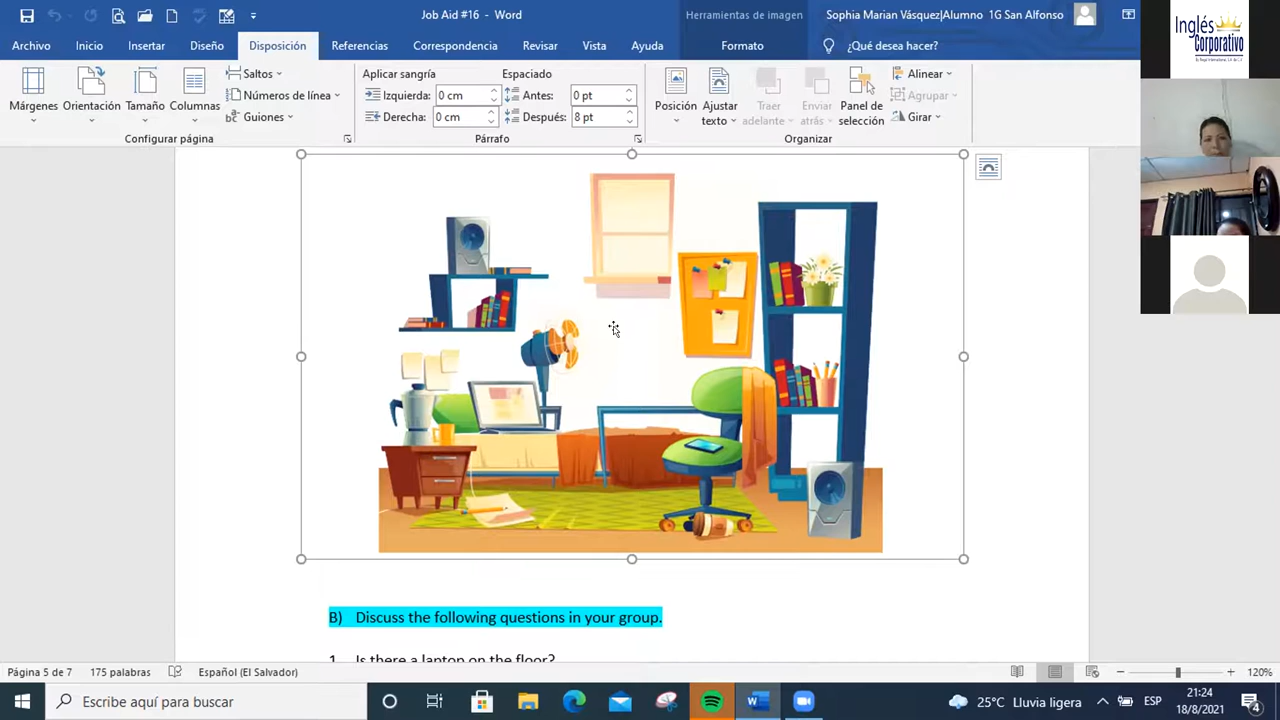 Job Aid #16 - Word
Herramientas de imagen
Sophia Marian Vásquez|Alumno 1G San Alfonso
Archivo Inicio Insertar Diseño Disposición Referencias Correspondencia Revisar Vista Ayuda Formato ¿Qué desea hacer?
Márgenes Orientación Tamaño Columnas
Saltos
Números de línea
Guiones
Configurar página
Aplicar sangría Espaciado
Izquierda: 0 cm Antes: 0 pt
Derecha: 0 cm Después: 8 pt
Párrafo
Posición Ajustar texto Traer adelante Enviar atrás Panel de selección
Alinear
Agrupar
Girar
Organizar
Inglés
Corporativo
B) Discuss the following questions in your group.
1. Is there a laptop on the floor?
Página 5 de 7 175 palabras Español (El Salvador) 120%
Escribe aquí para buscar
25°C Lluvia ligera ESP 21:24
18/8/2021 4